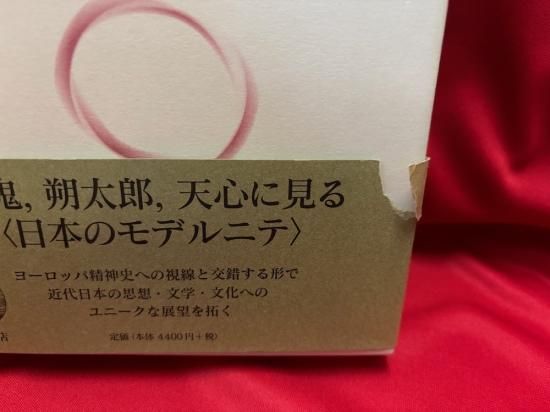 鬼, 朔太郎, 天心に見る
〈日本のモデルニテ〉
ヨーロッパ精神史への視線と交錯する形で
近代日本の思想・文学・文化への
ユニークな展望を拓く
店
定価(本体 4400円+税)